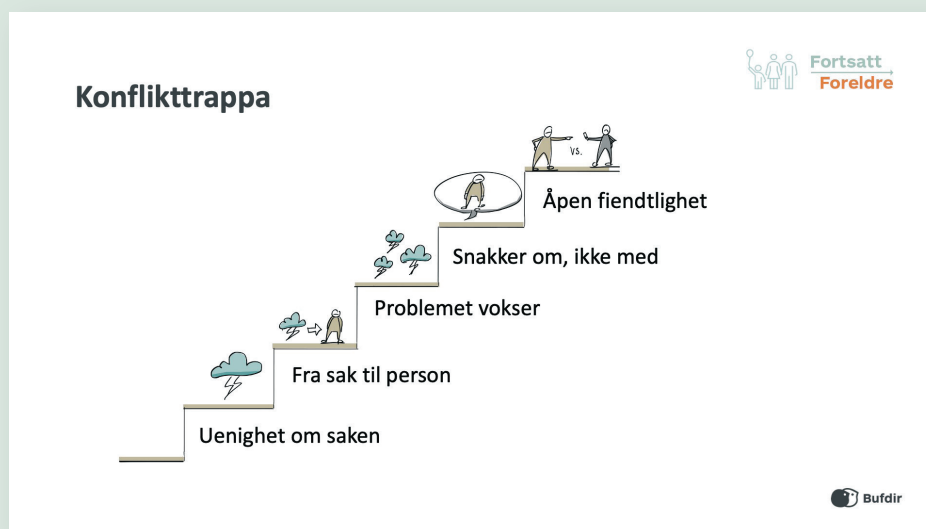 Konflikttrappa
Fortsatt
Foreldre
vs.
Åpen fiendtlighet
Snakker om, ikke med
Problemet vokser
Fra sak til person
Uenighet om saken
Bufdir